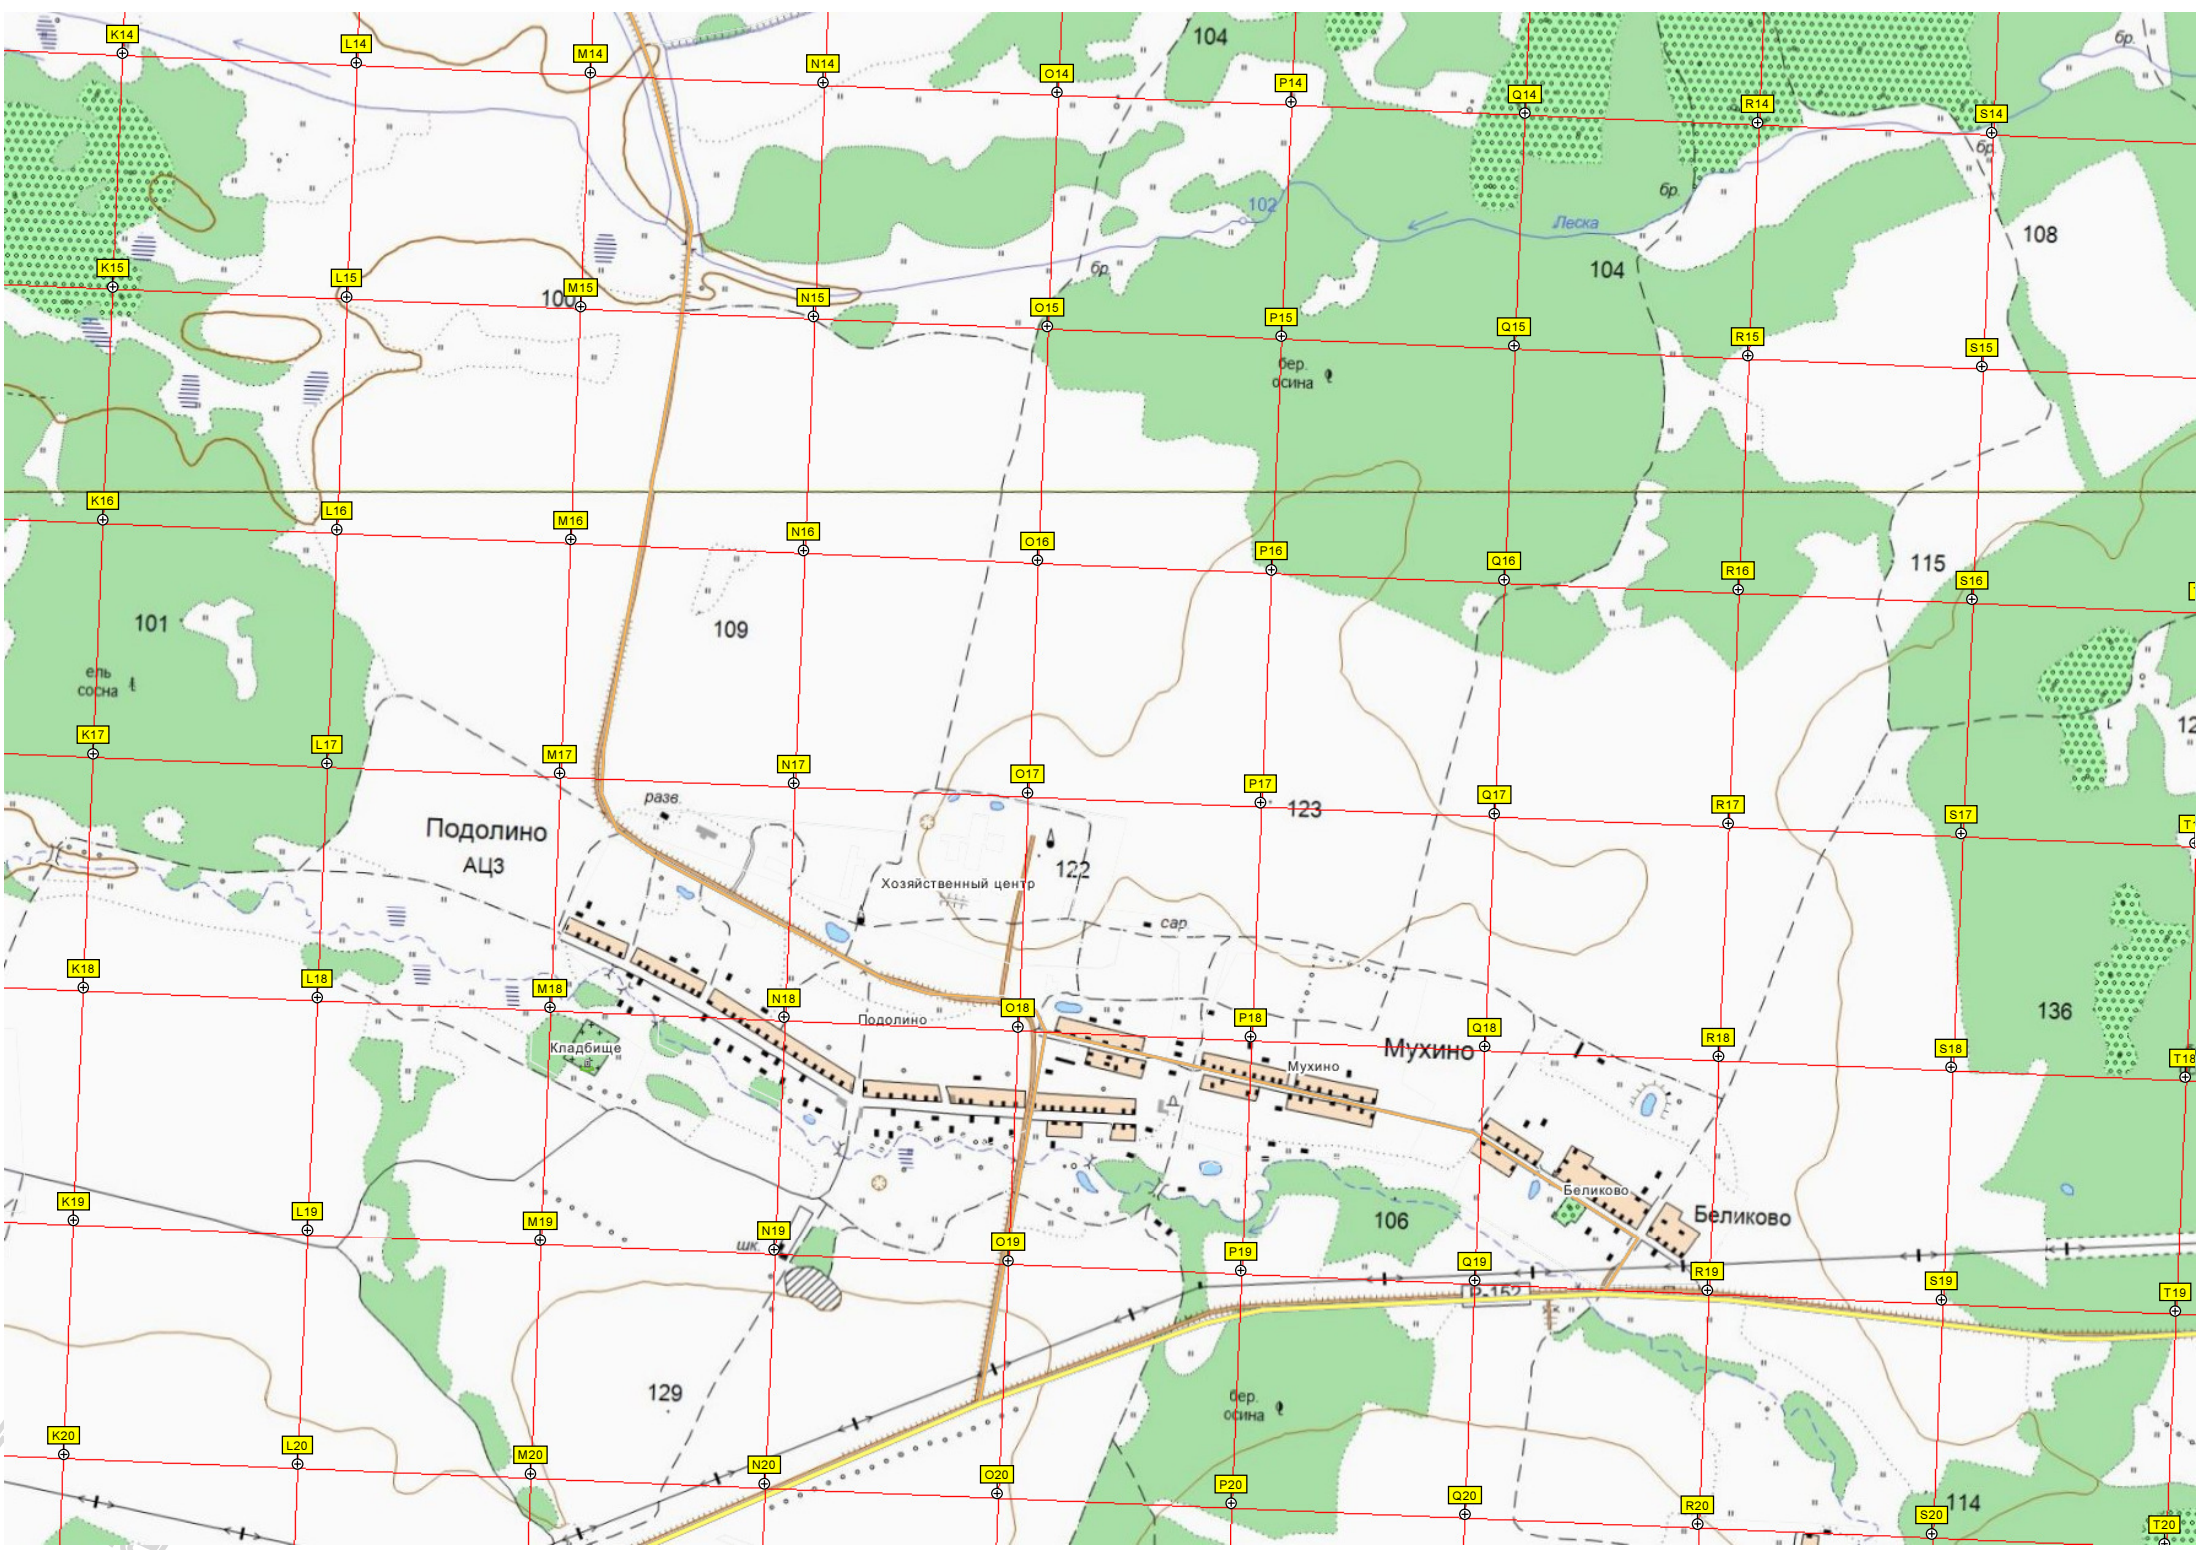 K14
L14
M14
N14
O14
P14
Q14
R14
S14
104
бр.
бр.
бр.
102
Леска
108
104
бр.
K15
L15
M15
N15
O15
P15
Q15
R15
S15
100
бер.
осина
K16
L16
M16
N16
O16
P16
Q16
R16
S16
115
101
109
ель
сосна
K17
L17
M17
N17
O17
P17
Q17
R17
S17
12
разв.
123
Подолино
АЦЗ
122
Хозяйственный центр
сар.
K18
L18
M18
N18
O18
P18
Q18
R18
S18
T18
136
Подолино
Кладбище
Мухино
Мухино
Беликово
Беликово
106
K19
L19
M19
N19
O19
P19
Q19
R19
S19
T19
шк.
Р-152
129
бер.
осина
K20
L20
M20
N20
O20
P20
Q20
R20
S20
T20
114